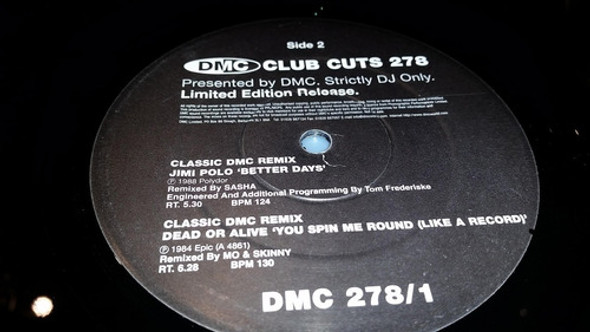 Side 2
DMC CLUB CUTS 278
Presented by DMC. Strictly DJ Only.
Limited Edition Release.
CLASSIC DMC REMIX
JIMI POLO 'BETTER DAYS'
℗ 1988 Polydor
Remixed By SASHA
Engineered And Additional Programming By Tom Frederikse
RT. 5.30 BPM 124
CLASSIC DMC REMIX
DEAD OR ALIVE 'YOU SPIN ME ROUND (LIKE A RECORD)'
℗ 1984 Epic (A 4861)
Remixed By MO & SKINNY
RT. 6.28 BPM 130
DMC 278/1